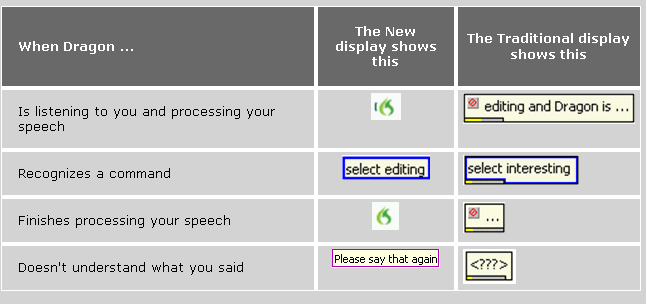 When Dragon ...
The New
display shows
this
The Traditional display
shows this
Is listening to you and processing your
speech
editing and Dragon is ...
Recognizes a command
select editing
select interesting
Finishes processing your speech
...
Doesn't understand what you said
Please say that again
<???>